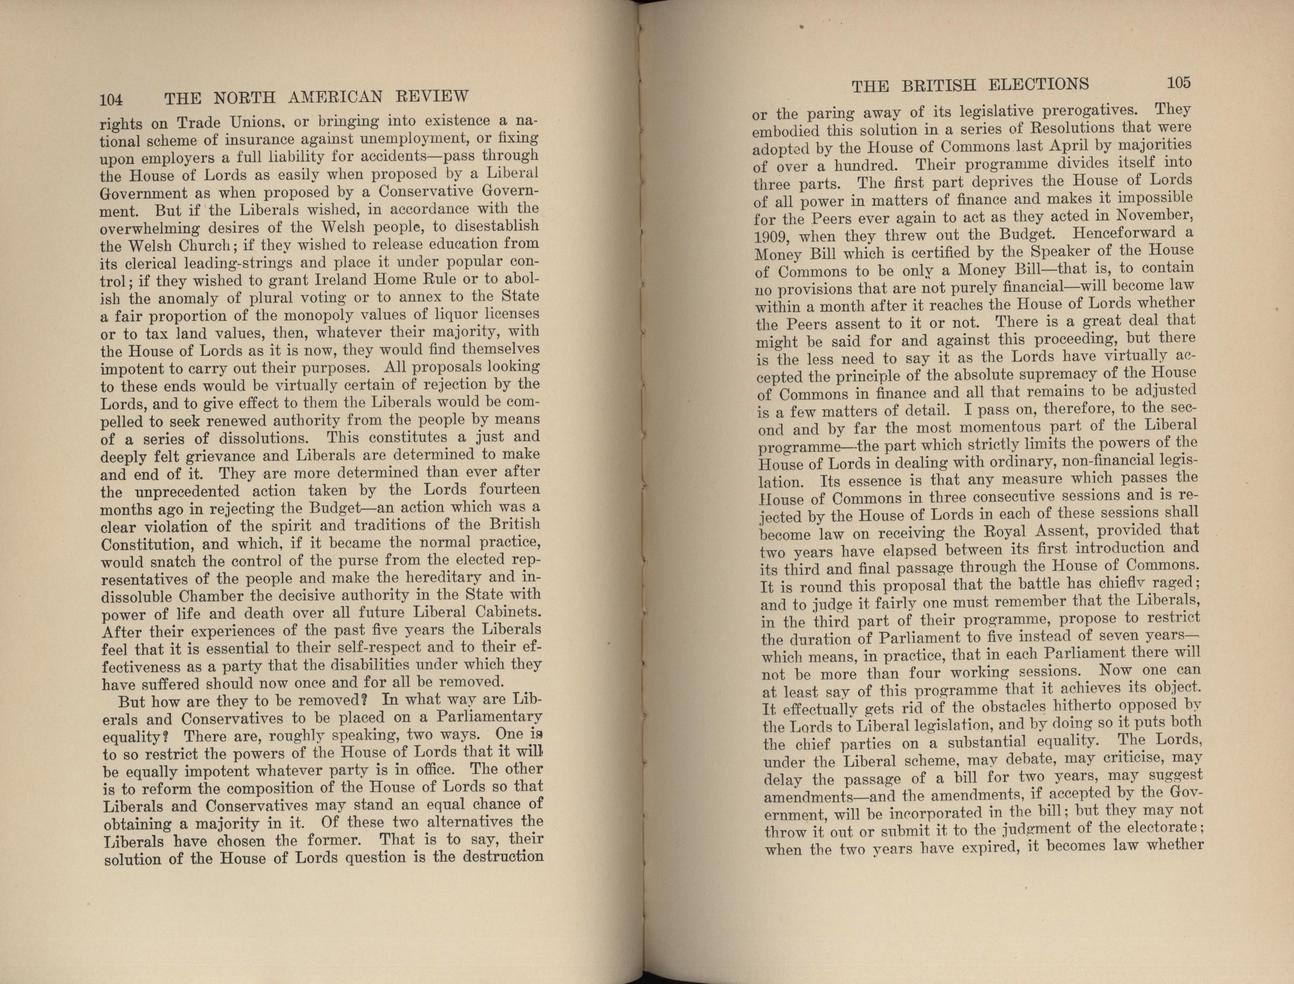 104 THE NORTH AMERICAN REVIEW
rights on Trade Unions, or bringing into existence a na-
tional scheme of insurance against unemployment, or fixing
upon employers a full liability for accidents—pass through
the House of Lords as easily when proposed by a Liberal
Government as when proposed by a Conservative Govern-
ment. But if the Liberals wished, in accordance with the
overwhelming desires of the Welsh people, to disestablish
the Welsh Church; if they wished to release education from
its clerical leading-strings and place it under popular con-
trol; if they wished to grant Ireland Home Rule or to abol-
ish the anomaly of plural voting or to annex to the State
a fair proportion of the monopoly values of liquor licenses
or to tax land values, then, whatever their majority, with
the House of Lords as it is now, they would find themselves
impotent to carry out their purposes. All proposals looking
to these ends would be virtually certain of rejection by the
Lords, and to give effect to them the Liberals would be com-
pelled to seek renewed authority from the people by means
of a series of dissolutions. This constitutes a just and
deeply felt grievance and Liberals are determined to make
and end of it. They are more determined than ever after
the unprecedented action taken by the Lords fourteen
months ago in rejecting the Budget—an action which was a
clear violation of the spirit and traditions of the British
Constitution, and which, if it became the normal practice,
would snatch the control of the purse from the elected rep-
resentatives of the people and make the hereditary and in-
dissoluble Chamber the decisive authority in the State with
power of life and death over all future Liberal Cabinets.
After their experiences of the past five years the Liberals
feel that it is essential to their self-respect and to their ef-
fectiveness as a party that the disabilities under which they
have suffered should now once and for all be removed.
But how are they to be removed? In what way are Lib-
erals and Conservatives to be placed on a Parliamentary
equality? There are, roughly speaking, two ways. One is
to so restrict the powers of the House of Lords that it will
be equally impotent whatever party is in office. The other
is to reform the composition of the House of Lords so that
Liberals and Conservatives may stand an equal chance of
obtaining a majority in it. Of these two alternatives the
Liberals have chosen the former. That is to say, their
solution of the House of Lords question is the destruction
THE BRITISH ELECTIONS 105
or the paring away of its legislative prerogatives. They
embodied this solution in a series of Resolutions that were
adopted by the House of Commons last April by majorities
of over a hundred. Their programme divides itself into
three parts. The first part deprives the House of Lords
of all power in matters of finance and makes it impossible
for the Peers ever again to act as they acted in November,
1909, when they threw out the Budget. Henceforward a
Money Bill which is certified by the Speaker of the House
of Commons to be only a Money Bill—that is, to contain
no provisions that are not purely financial—will become law
within a month after it reaches the House of Lords whether
the Peers assent to it or not. There is a great deal that
might be said for and against this proceeding, but there
is the less need to say it as the Lords have virtually ac-
cepted the principle of the absolute supremacy of the House
of Commons in finance and all that remains to be adjusted
is a few matters of detail. I pass on, therefore, to the sec-
ond and by far the most momentous part of the Liberal
programme—the part which strictly limits the powers of the
House of Lords in dealing with ordinary, non-financial legis-
lation. Its essence is that any measure which passes the
House of Commons in three consecutive sessions and is re-
jected by the House of Lords in each of these sessions shall
become law on receiving the Royal Assent, provided that
two years have elapsed between its first introduction and
its third and final passage through the House of Commons.
It is round this proposal that the battle has chiefly raged;
and to judge it fairly one must remember that the Liberals,
in the third part of their programme, propose to restrict
the duration of Parliament to five instead of seven years—
which means, in practice, that in each Parliament there will
not be more than four working sessions. Now one can
at least say of this programme that it achieves its object.
It effectually gets rid of the obstacles hitherto opposed by
the Lords to Liberal legislation, and by doing so it puts both
the chief parties on a substantial equality. The Lords,
under the Liberal scheme, may debate, may criticise, may
delay the passage of a bill for two years, may suggest
amendments—and the amendments, if accepted by the Gov-
ernment, will be incorporated in the bill; but they may not
throw it out or submit it to the judgment of the electorate;
when the two years have expired, it becomes law whether